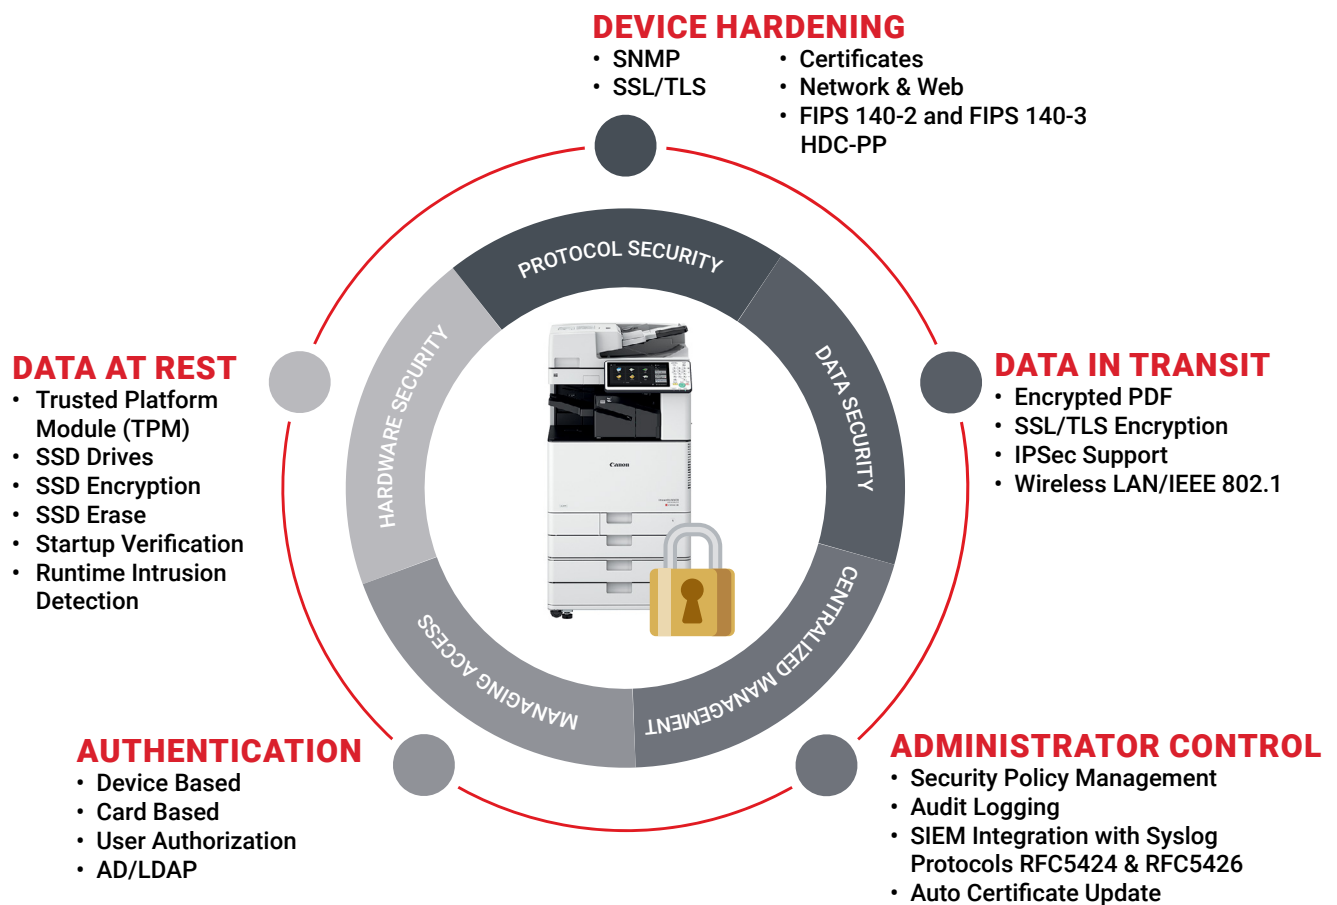 DEVICE HARDENING
• SNMP
• SSL/TLS
• Certificates
• Network & Web
• FIPS 140-2 and FIPS 140-3
HDC-PP
PROTOCOL SECURITY
DATA SECURITY
CENTRALIZED MANAGEMENT
MANAGING ACCESS
HARDWARE SECURITY
Canon
DATA AT REST
• Trusted Platform
Module (TPM)
• SSD Drives
• SSD Encryption
• SSD Erase
• Startup Verification
• Runtime Intrusion
Detection
DATA IN TRANSIT
• Encrypted PDF
• SSL/TLS Encryption
• IPSec Support
• Wireless LAN/IEEE 802.1
AUTHENTICATION
• Device Based
• Card Based
• User Authorization
• AD/LDAP
ADMINISTRATOR CONTROL
• Security Policy Management
• Audit Logging
• SIEM Integration with Syslog
Protocols RFC5424 & RFC5426
• Auto Certificate Update